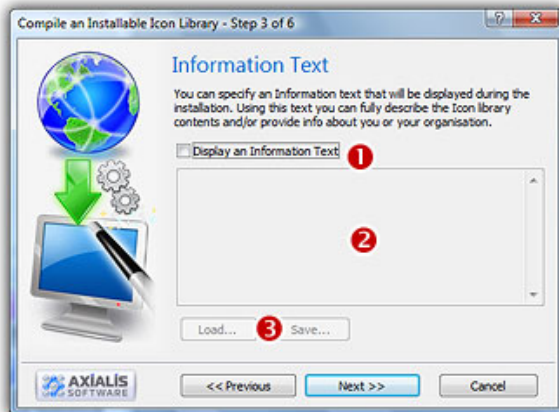 Compile an Installable Icon Library - Step 3 of 6
?
Information Text
You can specify an Information text that will be displayed during the
installation. Using this text you can fully describe the Icon library
contents and/or provide info about you or your organisation.
Display an Information Text 1
2
Load... 3 Save...
AXIALIS
SOFTWARE
<< Previous Next >> Cancel